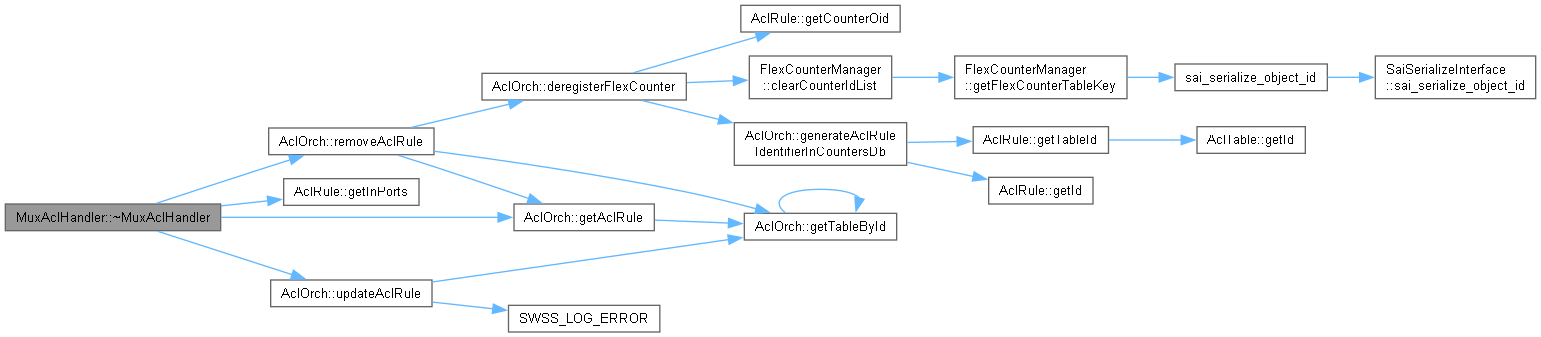 MuxAclHandler::~MuxAclHandler
AclOrch::removeAclRule
AclRule::getInPorts
AclOrch::getAclRule
AclOrch::updateAclRule
AclOrch::deregisterFlexCounter
AclOrch::getTableById
SWSS_LOG_ERROR
AclRule::getCounterOid
FlexCounterManager
::clearCounterIdList
AclOrch::generateAclRule
IdentifierInCountersDb
FlexCounterManager
::getFlexCounterTableKey
AclRule::getTableId
AclRule::getId
sai_serialize_object_id
AclTable::getId
SaiSerializeInterface
::sai_serialize_object_id